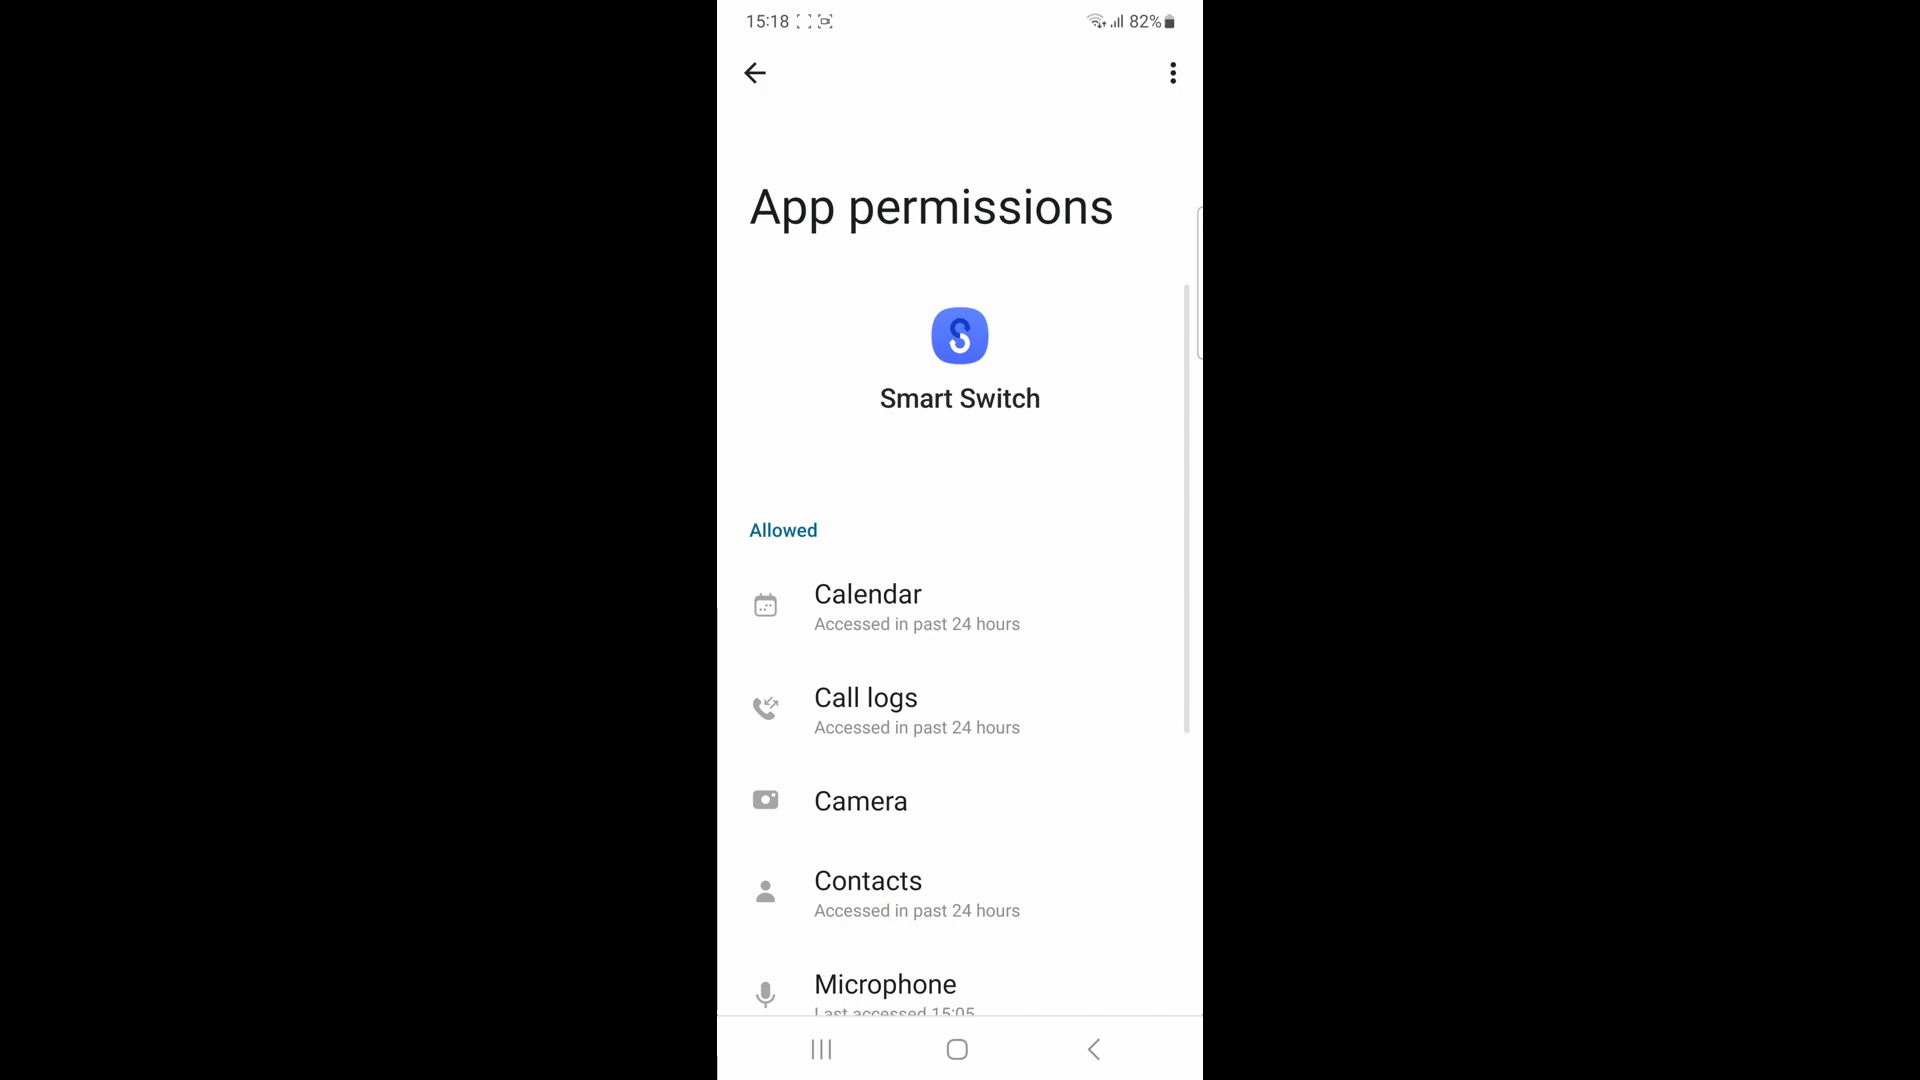 15:18 82%
App permissions
Smart Switch
Allowed
Calendar
Accessed in past 24 hours
Call logs
Accessed in past 24 hours
Camera
Contacts
Accessed in past 24 hours
Microphone
Last accessed 15:05